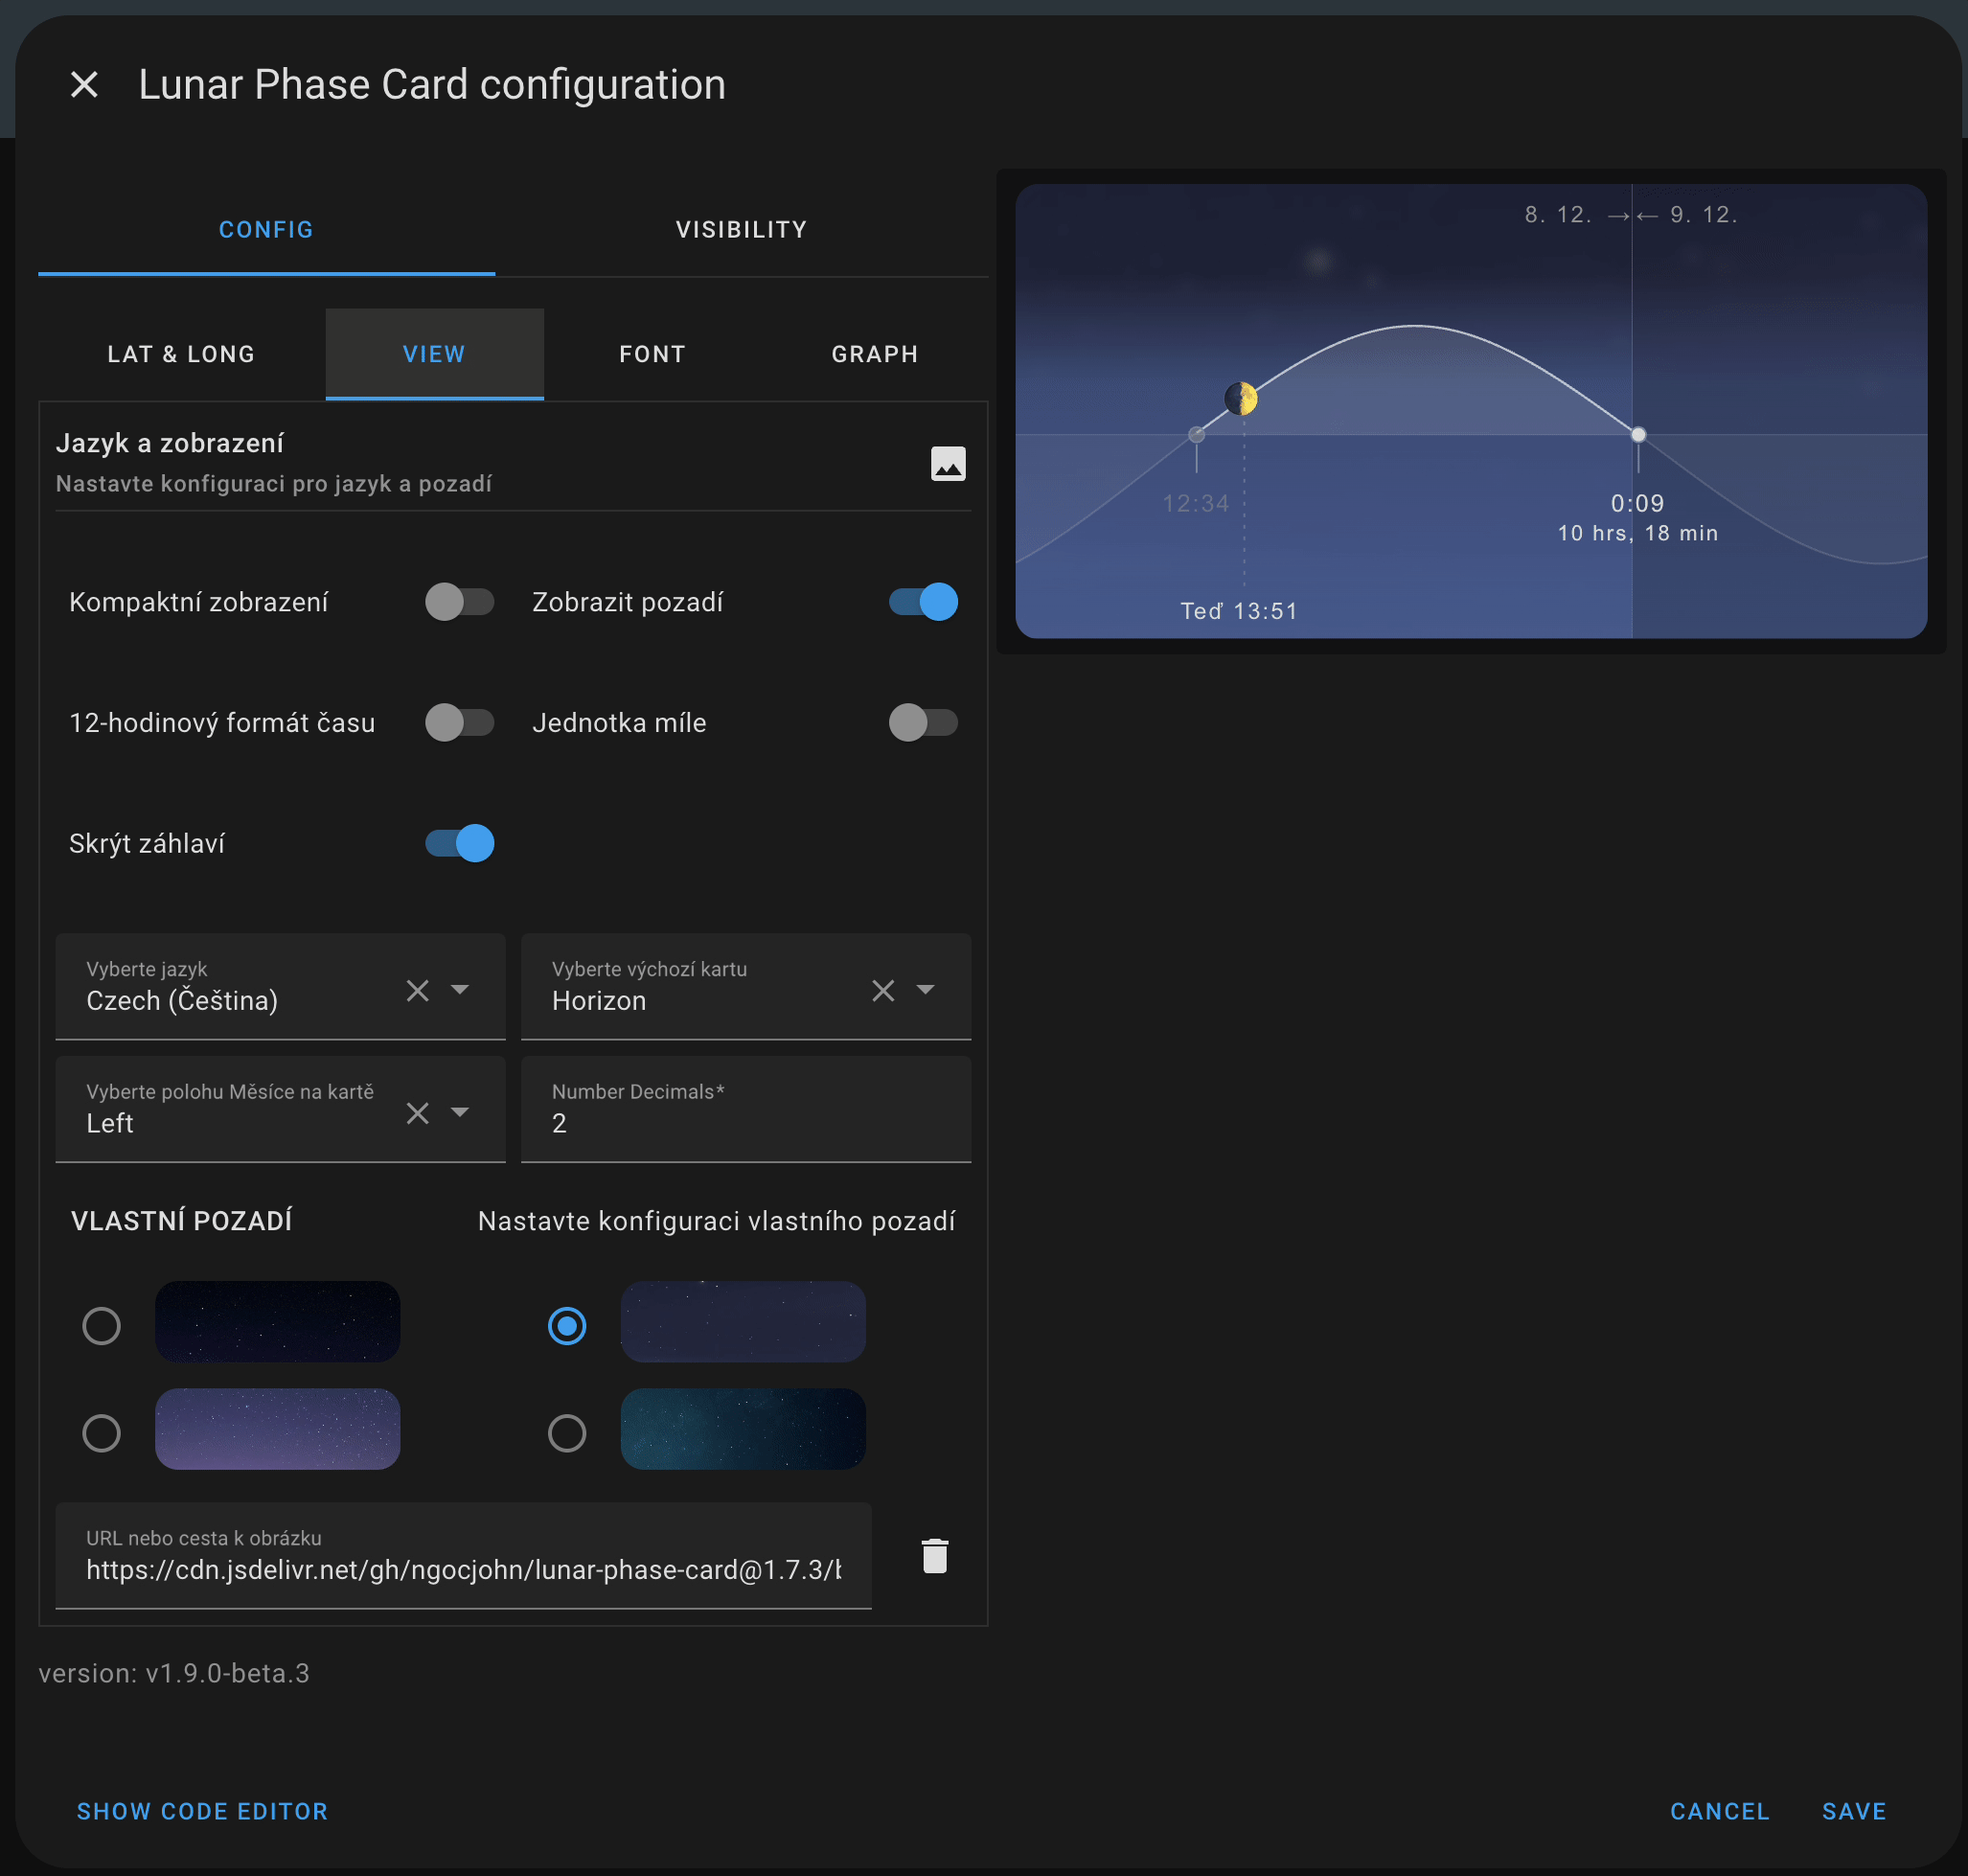 Lunar Phase Card configuration
CONFIG
VISIBILITY
LAT & LONG
VIEW
FONT
GRAPH
Jazyk a zobrazení
Nastavte konfiguraci pro jazyk a pozadí
Kompaktní zobrazení
Zobrazit pozadí
12-hodinový formát času
Jednotka míle
Skrýt záhlaví
Vyberte jazyk
Czech (Čeština)
Vyberte výchozí kartu
Horizon
Vyberte polohu Měsíce na kartě
Left
Number Decimals*
2
VLASTNÍ POZADÍ
Nastavte konfiguraci vlastního pozadí
URL nebo cesta k obrázku
https://cdn.jsdelivr.net/gh/ngocjohn/lunar-phase-card@1.7.3/
version: v1.9.0-beta.3
8. 12. →← 9. 12.
12:34
0:09
10 hrs, 18 min
Teď 13:51
SHOW CODE EDITOR
CANCEL
SAVE